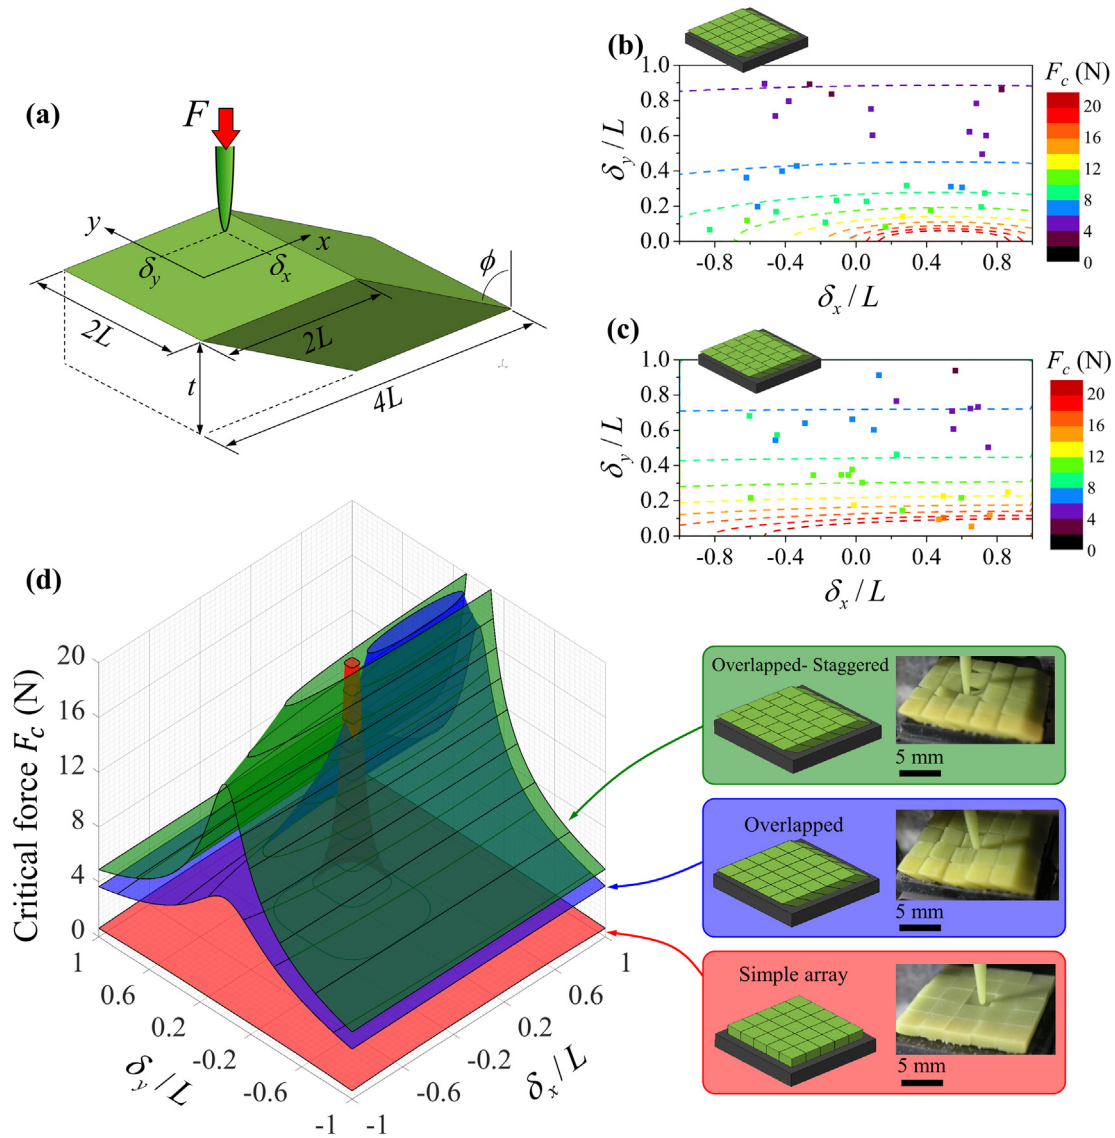 (a)
F
y
x
δy
δx
ϕ
2L
2L
t
4L
(b)
Fc (N)
1.0
0.8
0.6
0.4
0.2
0.0
δy / L
-0.8
-0.4
0.0
0.4
0.8
δx / L
20
16
12
8
4
0
(c)
Fc (N)
1.0
0.8
0.6
0.4
0.2
0.0
δy / L
-0.8
-0.4
0.0
0.4
0.8
δx / L
20
16
12
8
4
0
(d)
Critical force Fc (N)
20
16
12
8
4
0
1
0.6
0.2
-0.2
-0.6
-1
δy / L
-1
-0.6
-0.2
0.2
0.6
1
δx / L
Overlapped- Staggered
5 mm
Overlapped
5 mm
Simple array
5 mm